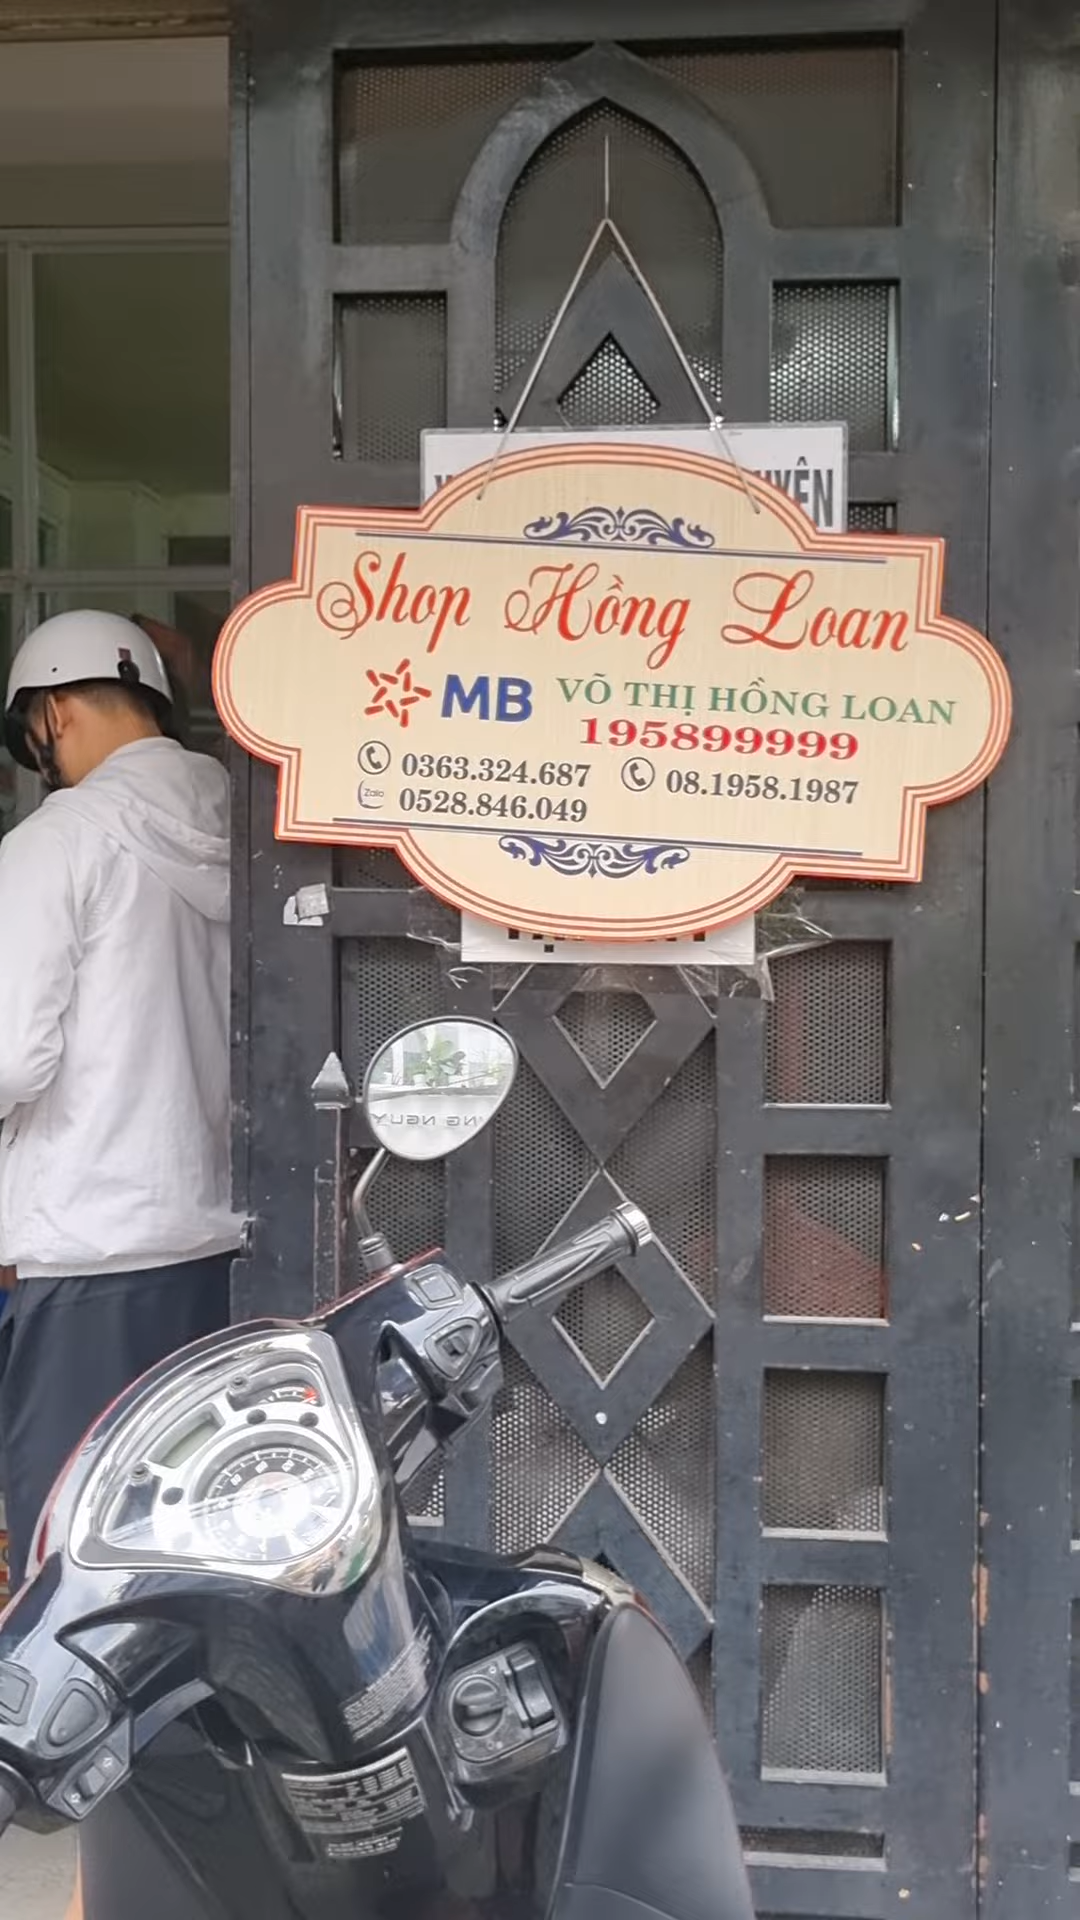 Shop Hồng Loan
MB VÕ THỊ HỒNG LOAN
195899999
0363.324.687 08.1958.1987
Zalo 0528.846.049